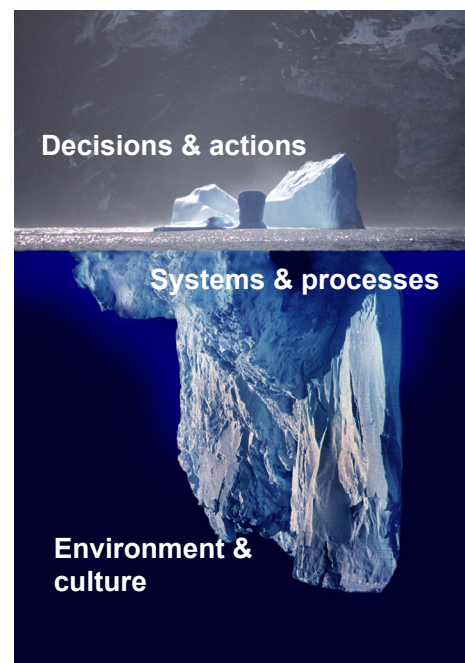 Decisions & actions
Systems & processes
Environment &
culture